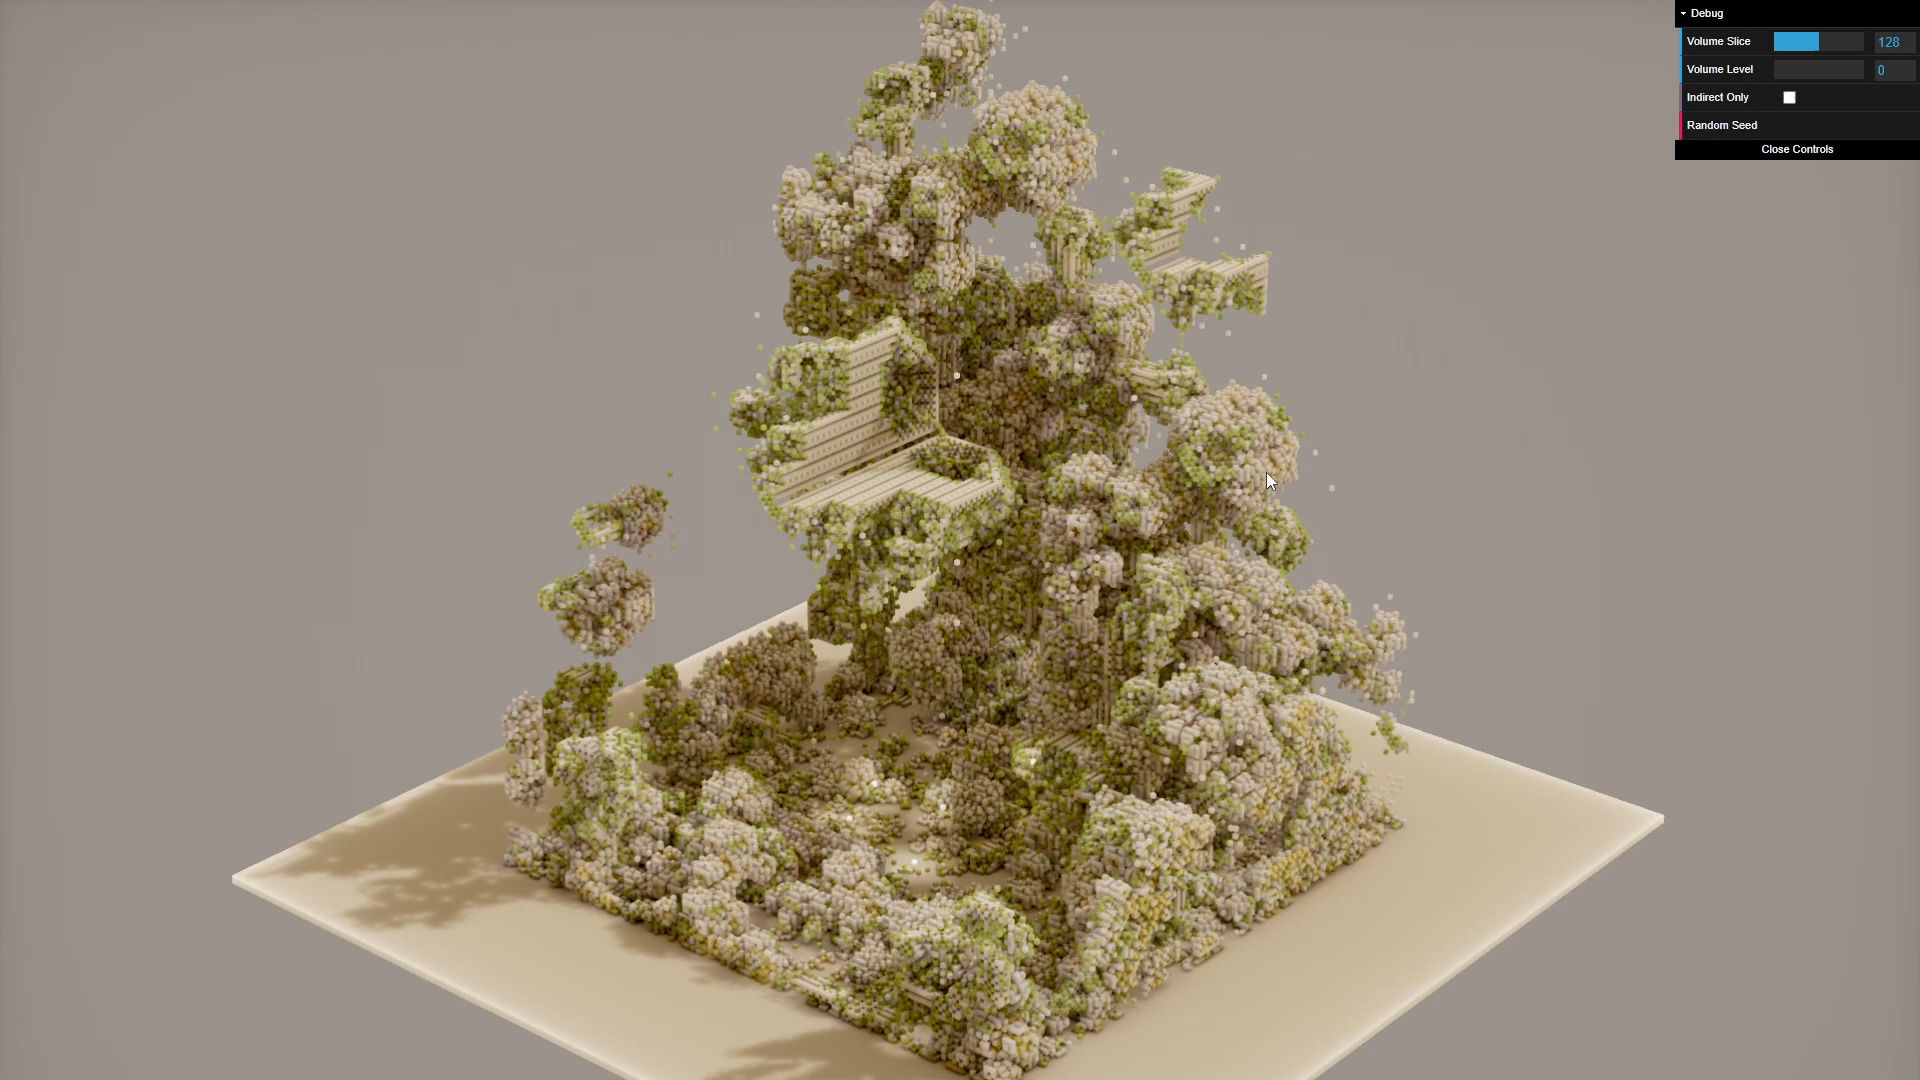 Debug
Volume Slice 128
Volume Level 0
Indirect Only
Random Seed
Close Controls